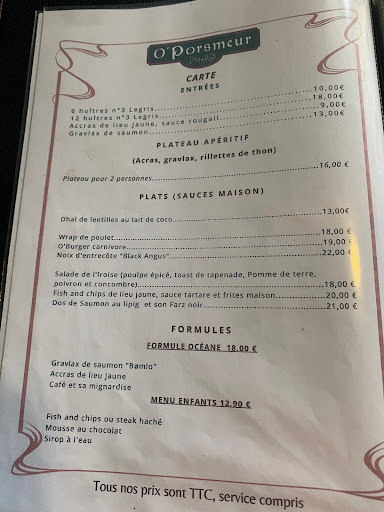 O'Porsmeur
CARTE
ENTRÉES
6 huîtres n°3 Legris 10,00€
12 huîtres n°3 Legris 18,00€
Accras de lieu jaune, sauce rougail 9,00€
Gravlax de saumon 13,00€
PLATEAU APÉRITIF
(Acras, gravlax, rillettes de thon)
Plateau pour 2 personnes 16,00 €
PLATS (SAUCES MAISON)
Dhal de lentilles au lait de coco 13,00€
Wrap de poulet 18,00 €
O'Burger carnivore 19,00 €
Noix d'entrecôte "Black Angus" 22,00 €
Salade de l'Iroise (poulpe épicé, toast de tapenade, Pomme de terre,
poivron et concombre) 18,00 €
Fish and chips de lieu jaune, sauce tartare et frites maison 20,00 €
Dos de Saumon au lipig et son Farz noir 21,00 €
FORMULES
FORMULE OCÉANE 18.00 €
Gravlax de saumon "Bømlo"
Accras de lieu Jaune
Café et sa mignardise
MENU ENFANTS 12.90 €
Fish and chips ou steak haché
Mousse au chocolat
Sirop à l'eau
Tous nos prix sont TTC, service compris